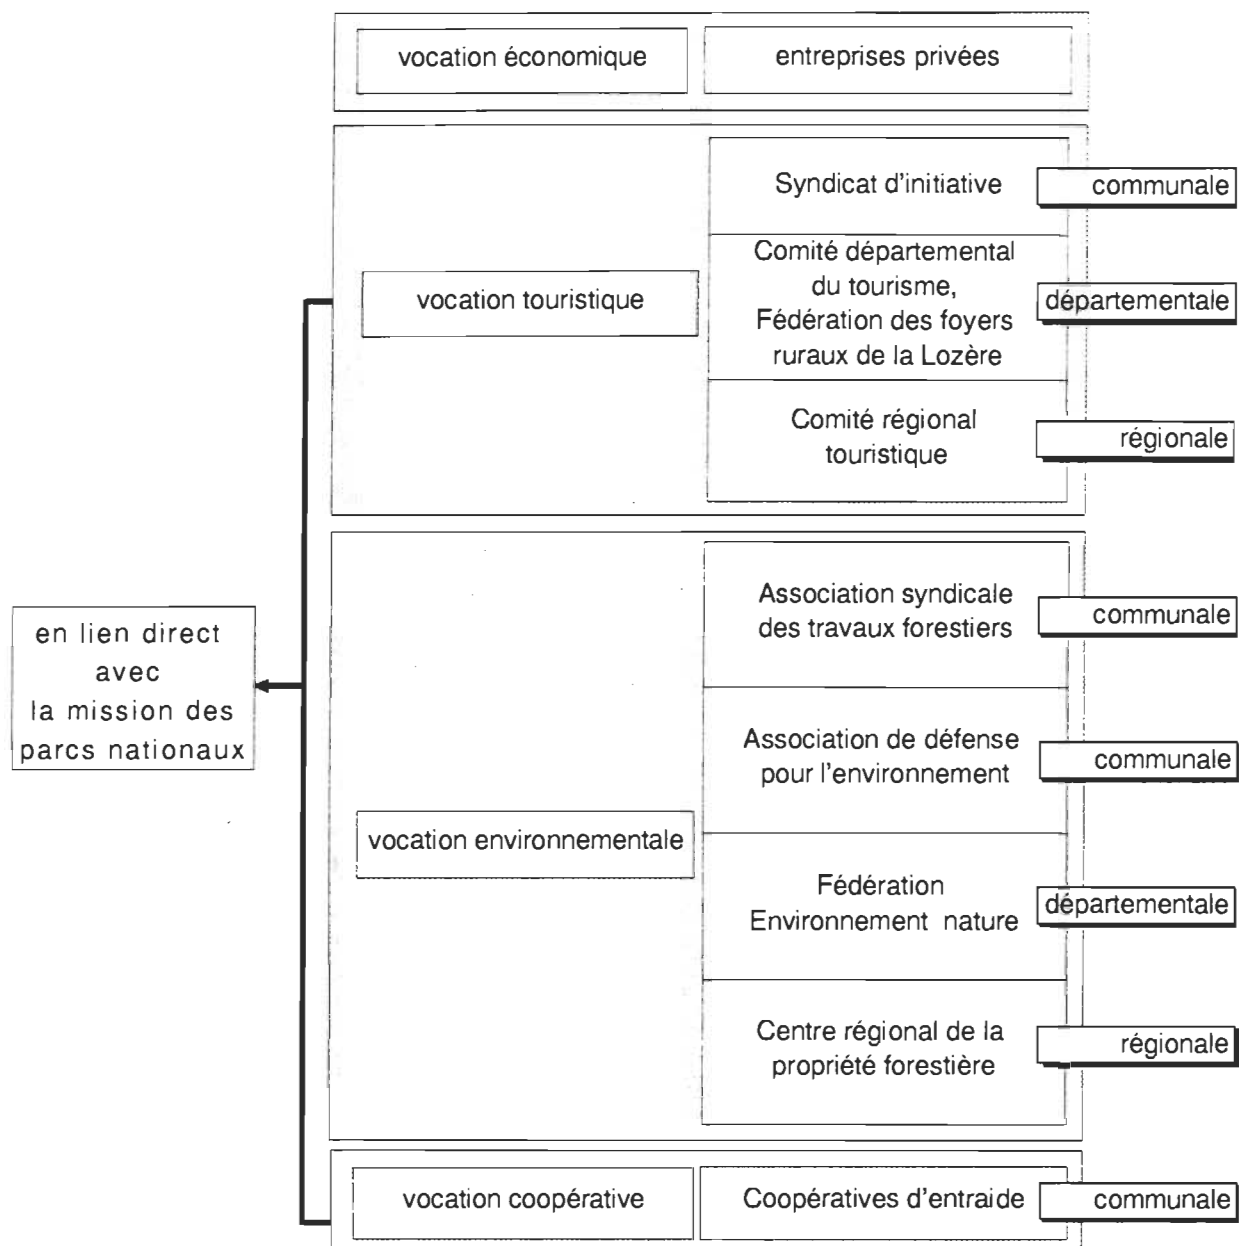 vocation économique
entreprises privées
Syndicat d'initiative
communale
vocation touristique
Comité départemental
du tourisme,
Fédération des foyers
ruraux de la Lozère
départementale
Comité régional
touristique
régionale
en lien direct
avec
la mission des
parcs nationaux
vocation environnementale
Association syndicale
des travaux forestiers
communale
Association de défense
pour l'environnement
communale
Fédération
Environnement nature
départementale
Centre régional de la
propriété forestière
régionale
vocation coopérative
Coopératives d'entraide
communale